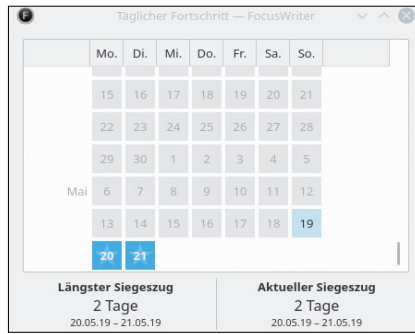 Täglicher Fortschritt — FocusWriter
Mo. Di. Mi. Do. Fr. Sa. So.
15 16 17 18 19 20 21
22 23 24 25 26 27 28
29 30 1 2 3 4 5
Mai 6 7 8 9 10 11 12
13 14 15 16 17 18 19
20 21
Längster Siegeszug Aktueller Siegeszug
2 Tage 2 Tage
20.05.19 – 21.05.19 20.05.19 – 21.05.19